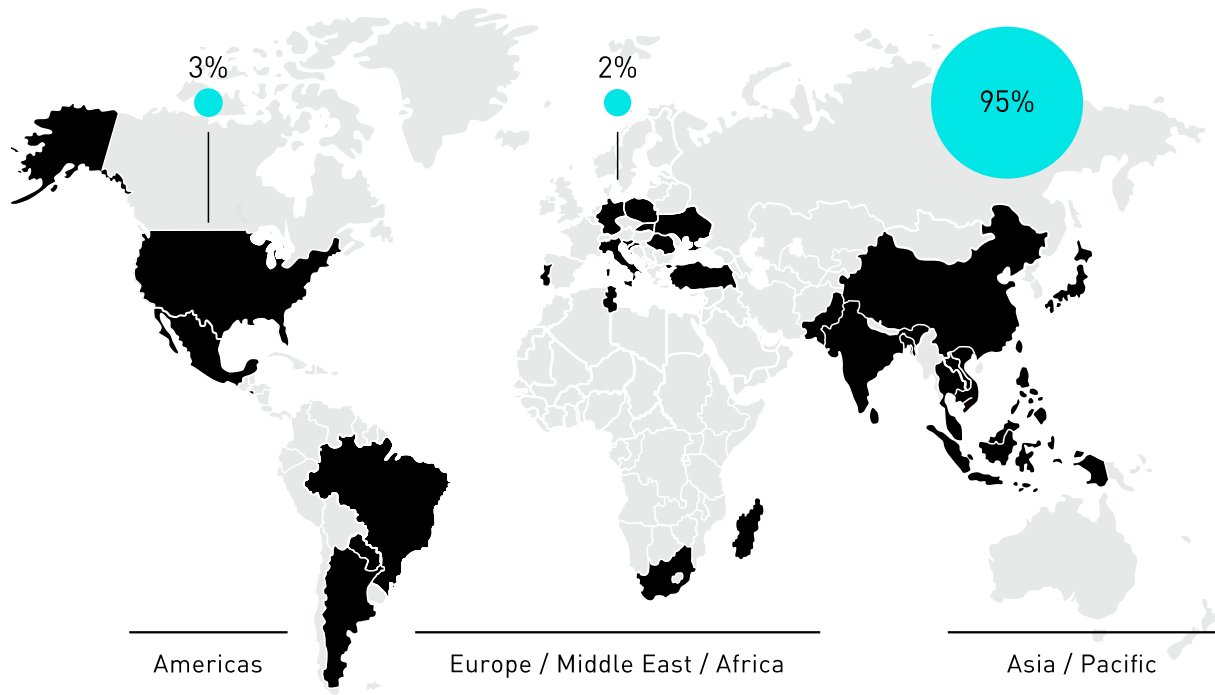 3%
2%
95%
Americas
Europe / Middle East / Africa
Asia / Pacific